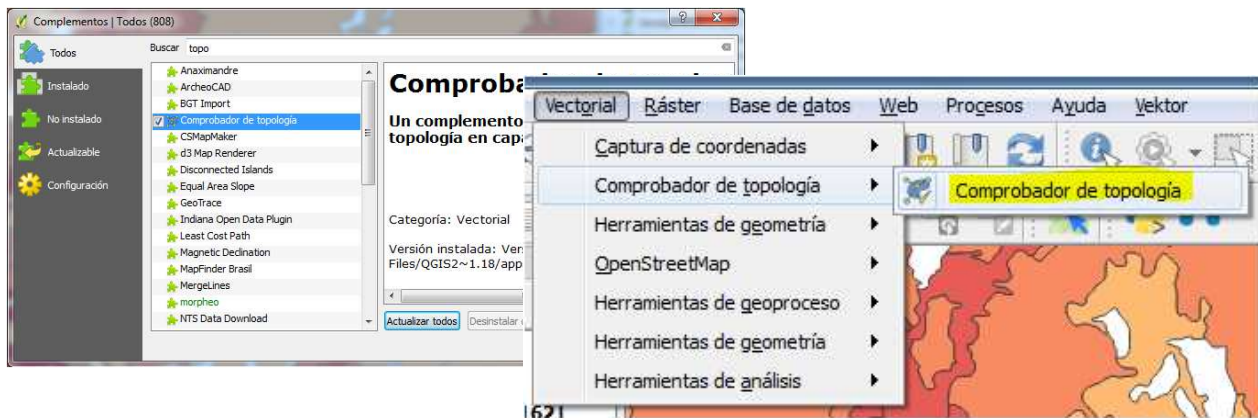 Complementos | Todos (808)
Todos
Instalado
No instalado
Actualizable
Configuración
Buscar topo
Anaximandre
ArcheoCAD
BGT Import
Comprobador de topología
CSMapMaker
d3 Map Renderer
Disconnected Islands
Equal Area Slope
GeoTrace
Indiana Open Data Plugin
Least Cost Path
Magnetic Declination
MapFinder Brasil
MergeLines
morpheo
NTS Data Download
Un complemento
topología en cap
Categoría: Vectorial
Versión instalada: Ver
Files/QGIS2~1.18/app
Actualizar todos Desinstalar
Vectorial Ráster Base de datos Web Procesos Ayuda Vektor
Captura de coordenadas
Comprobador de topología
Herramientas de geometría
OpenStreetMap
Herramientas de geoproceso
Herramientas de geometría
Herramientas de análisis
Comprobador de topología
1621